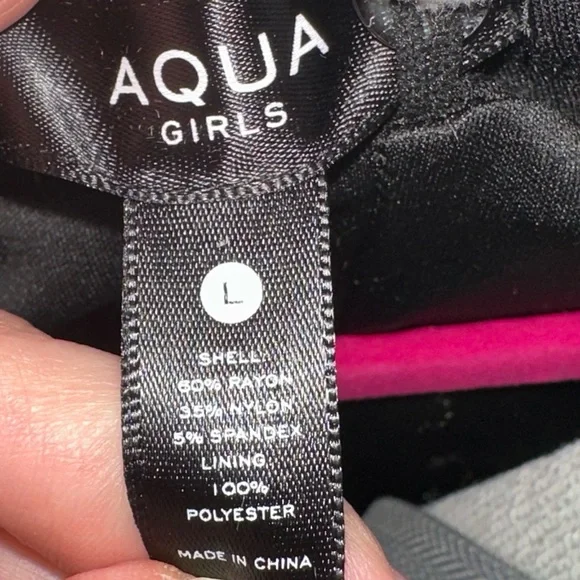 AQUA
GIRLS
L
SHELL
60% RAYON
35% NYLON
5% SPANDEX
LINING
100%
POLYESTER
MADE IN CHINA